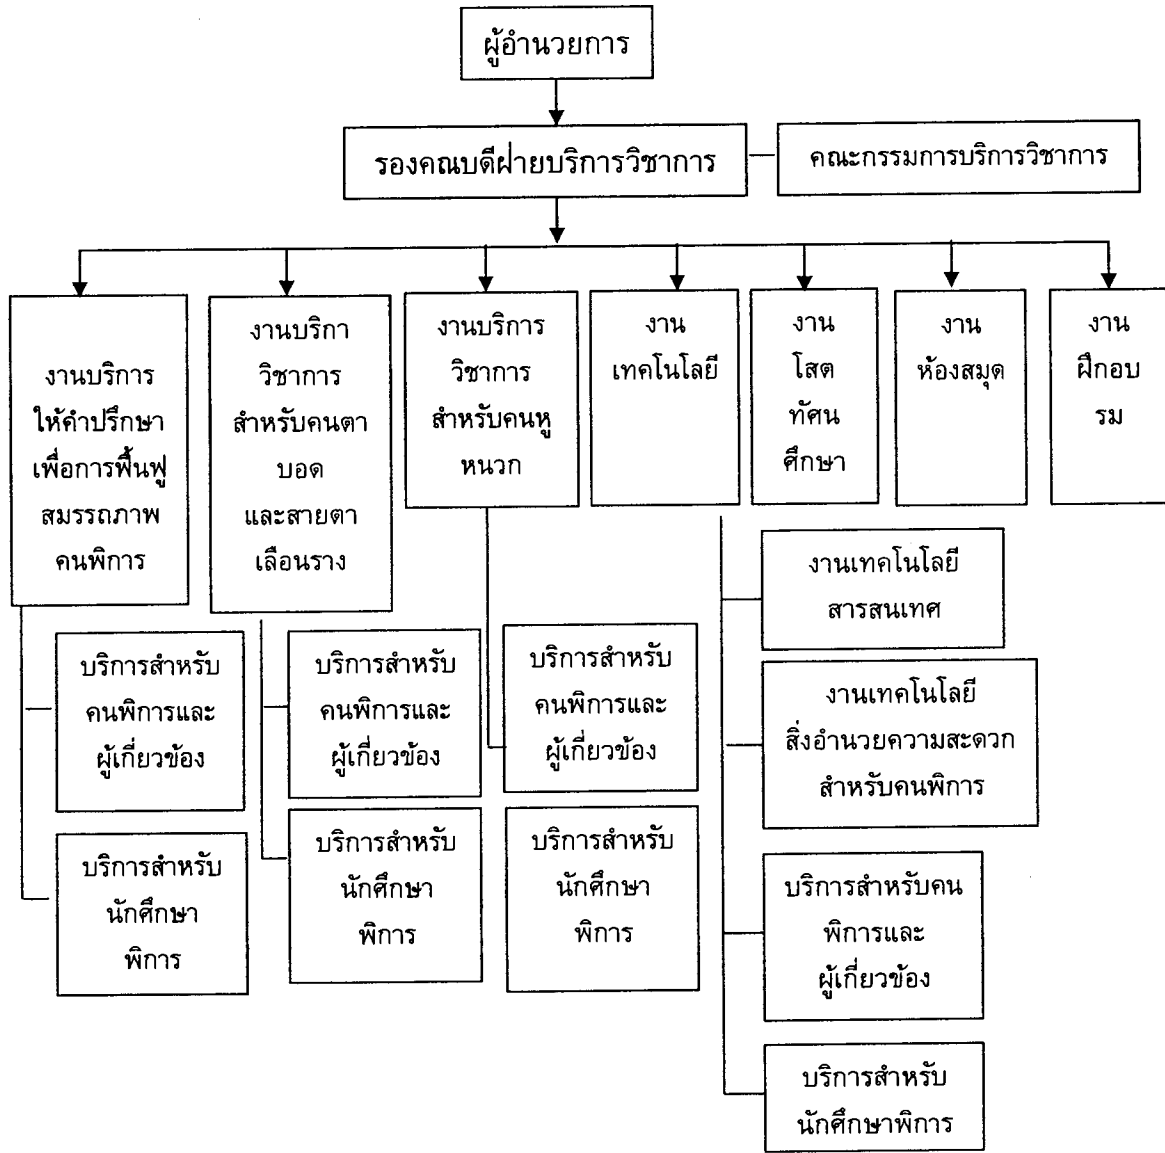 ผู้อำนวยการ
รองคณบดีฝ่ายบริการวิชาการ
คณะกรรมการบริการวิชาการ
งานบริการ
ให้คำปรึกษา
เพื่อการฟื้นฟู
สมรรถภาพ
คนพิการ
งานบริกา
วิชาการ
สำหรับคนตา
บอด
และสายตา
เลือนราง
งานบริการ
วิชาการ
สำหรับคนหู
หนวก
งาน
เทคโนโลยี
งาน
โสต
ทัศน
ศึกษา
งาน
ห้องสมุด
งาน
ฝึกอบ
รม
บริการสำหรับ
คนพิการและ
ผู้เกี่ยวข้อง
บริการสำหรับ
นักศึกษา
พิการ
บริการสำหรับ
คนพิการและ
ผู้เกี่ยวข้อง
บริการสำหรับ
นักศึกษา
พิการ
บริการสำหรับ
คนพิการและ
ผู้เกี่ยวข้อง
บริการสำหรับ
นักศึกษา
พิการ
งานเทคโนโลยี
สารสนเทศ
งานเทคโนโลยี
สิ่งอำนวยความสะดวก
สำหรับคนพิการ
บริการสำหรับคน
พิการและ
ผู้เกี่ยวข้อง
บริการสำหรับ
นักศึกษาพิการ